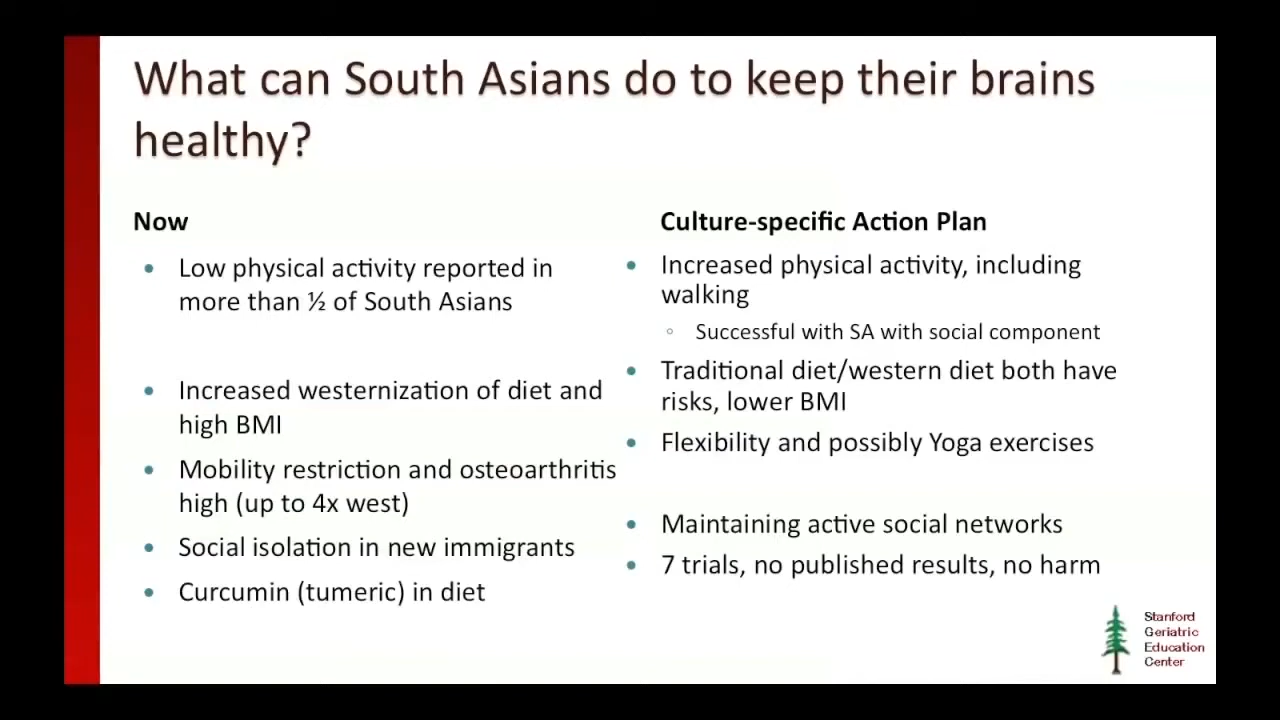 What can South Asians do to keep their brains
healthy?
Now
• Low physical activity reported in
more than ½ of South Asians
• Increased westernization of diet and
high BMI
• Mobility restriction and osteoarthritis
high (up to 4x west)
• Social isolation in new immigrants
• Curcumin (tumeric) in diet
Culture-specific Action Plan
• Increased physical activity, including
walking
◦ Successful with SA with social component
• Traditional diet/western diet both have
risks, lower BMI
• Flexibility and possibly Yoga exercises
• Maintaining active social networks
• 7 trials, no published results, no harm
Stanford
Geriatric
Education
Center